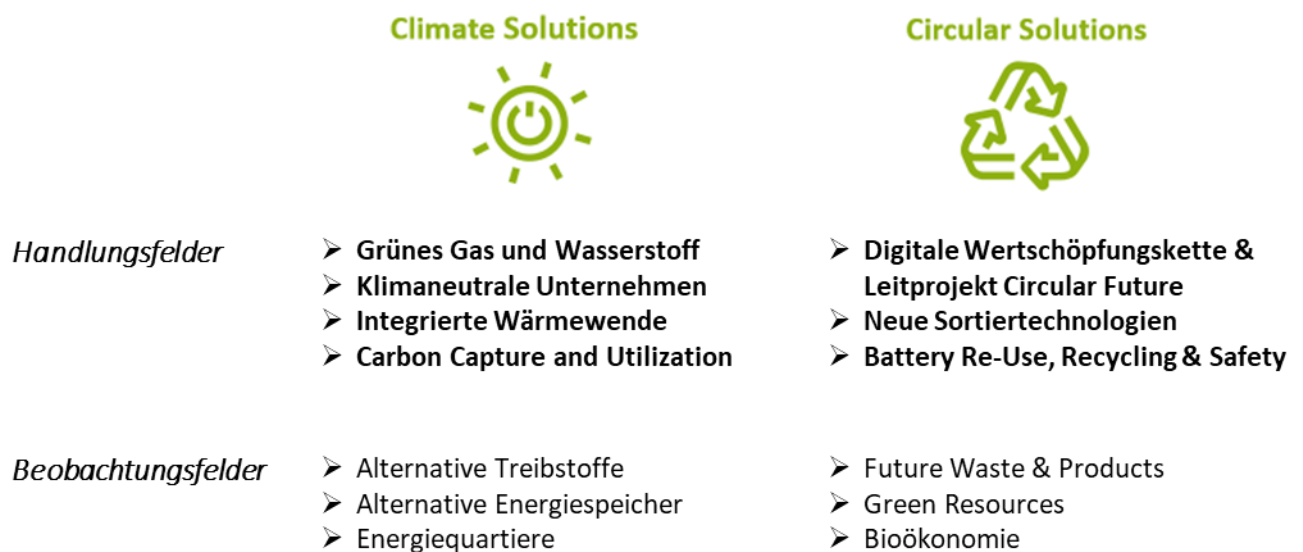 Climate Solutions
Circular Solutions
Handlungsfelder
➢ Grünes Gas und Wasserstoff
➢ Klimaneutrale Unternehmen
➢ Integrierte Wärmewende
➢ Carbon Capture and Utilization
➢ Digitale Wertschöpfungskette &
Leitprojekt Circular Future
➢ Neue Sortiertechnologien
➢ Battery Re-Use, Recycling & Safety
Beobachtungsfelder
➢ Alternative Treibstoffe
➢ Alternative Energiespeicher
➢ Energiequartiere
➢ Future Waste & Products
➢ Green Resources
➢ Bioökonomie